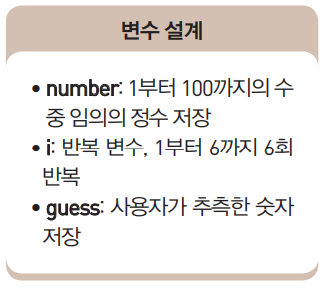 변수 설계
• number: 1부터 100까지의 수
중 임의의 정수 저장
• i: 반복 변수, 1부터 6까지 6회
반복
• guess: 사용자가 추측한 숫자
저장